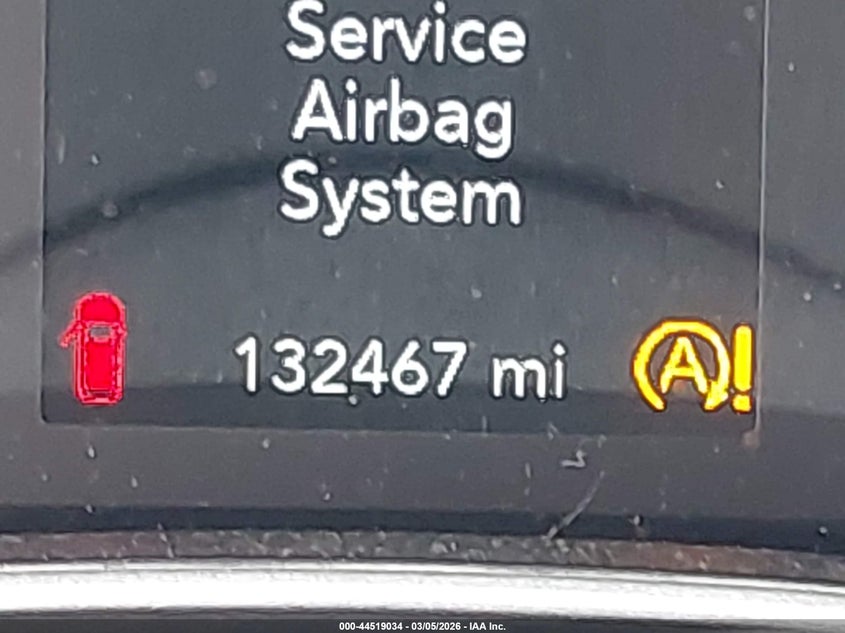 Service
Airbag
System
132467 mi
A!
000-44519034 - 03/05/2026 - IAA Inc.